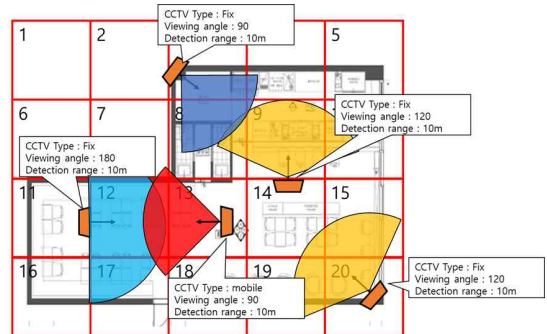 1
2
CCTV Type : Fix
Viewing angle : 90
Detection range : 10m
5
6
7
8
9
CCTV Type : Fix
Viewing angle : 120
Detection range : 10m
CCTV Type : Fix
Viewing angle : 180
Detection range : 10m
11
12
13
14
15
16
17
18
19
20
CCTV Type : mobile
Viewing angle : 90
Detection range : 10m
CCTV Type : Fix
Viewing angle : 120
Detection range : 10m